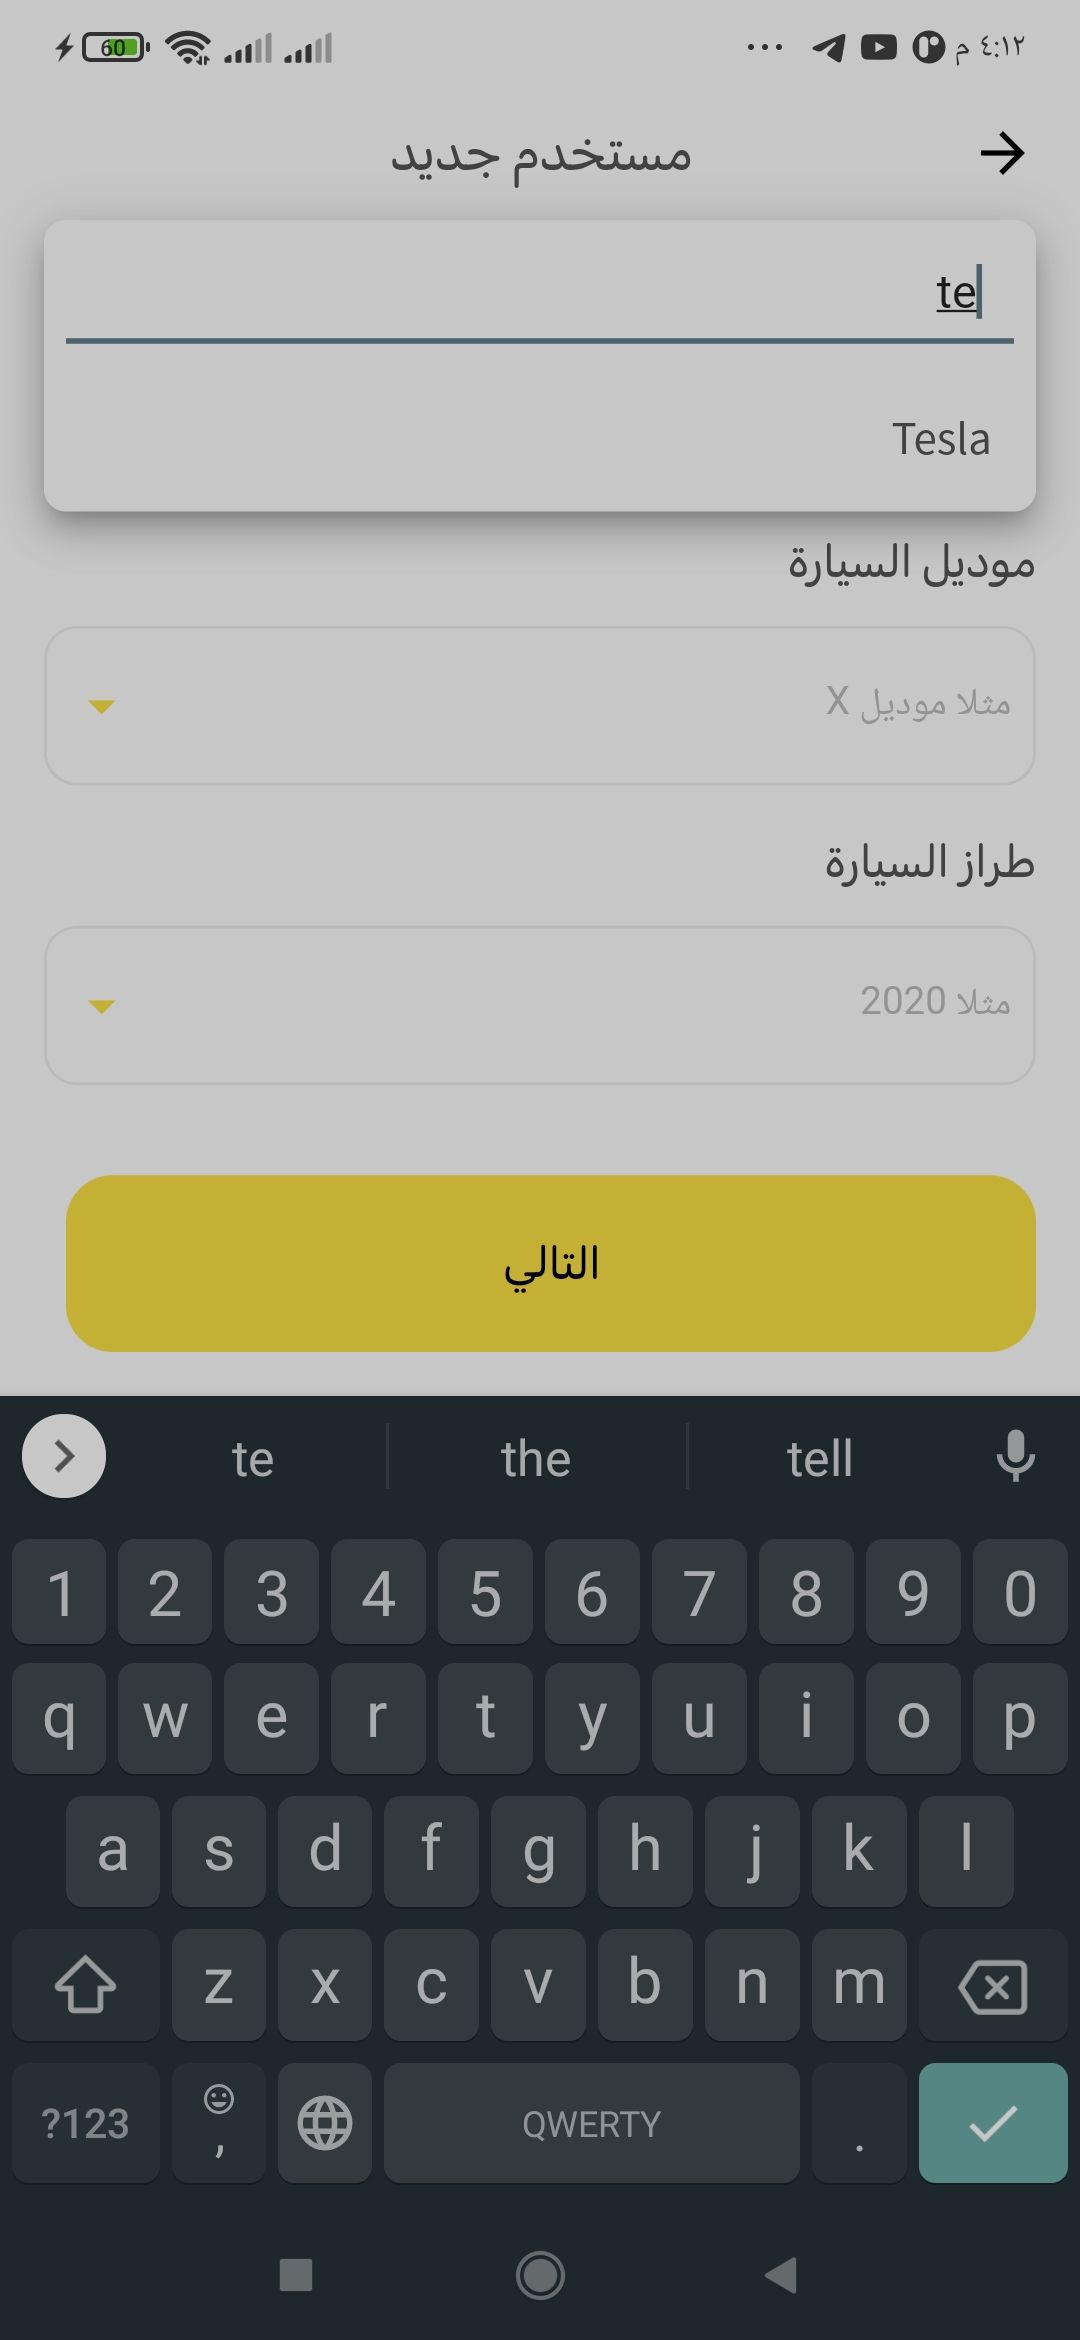 60
٤:١٢ م
مستخدم جديد
te
Tesla
موديل السيارة
مثلا موديل X
طراز السيارة
مثلا 2020
التالي
te the tell
1 2 3 4 5 6 7 8 9 0
q w e r t y u i o p
a s d f g h j k l
z x c v b n m
?123 , QWERTY .